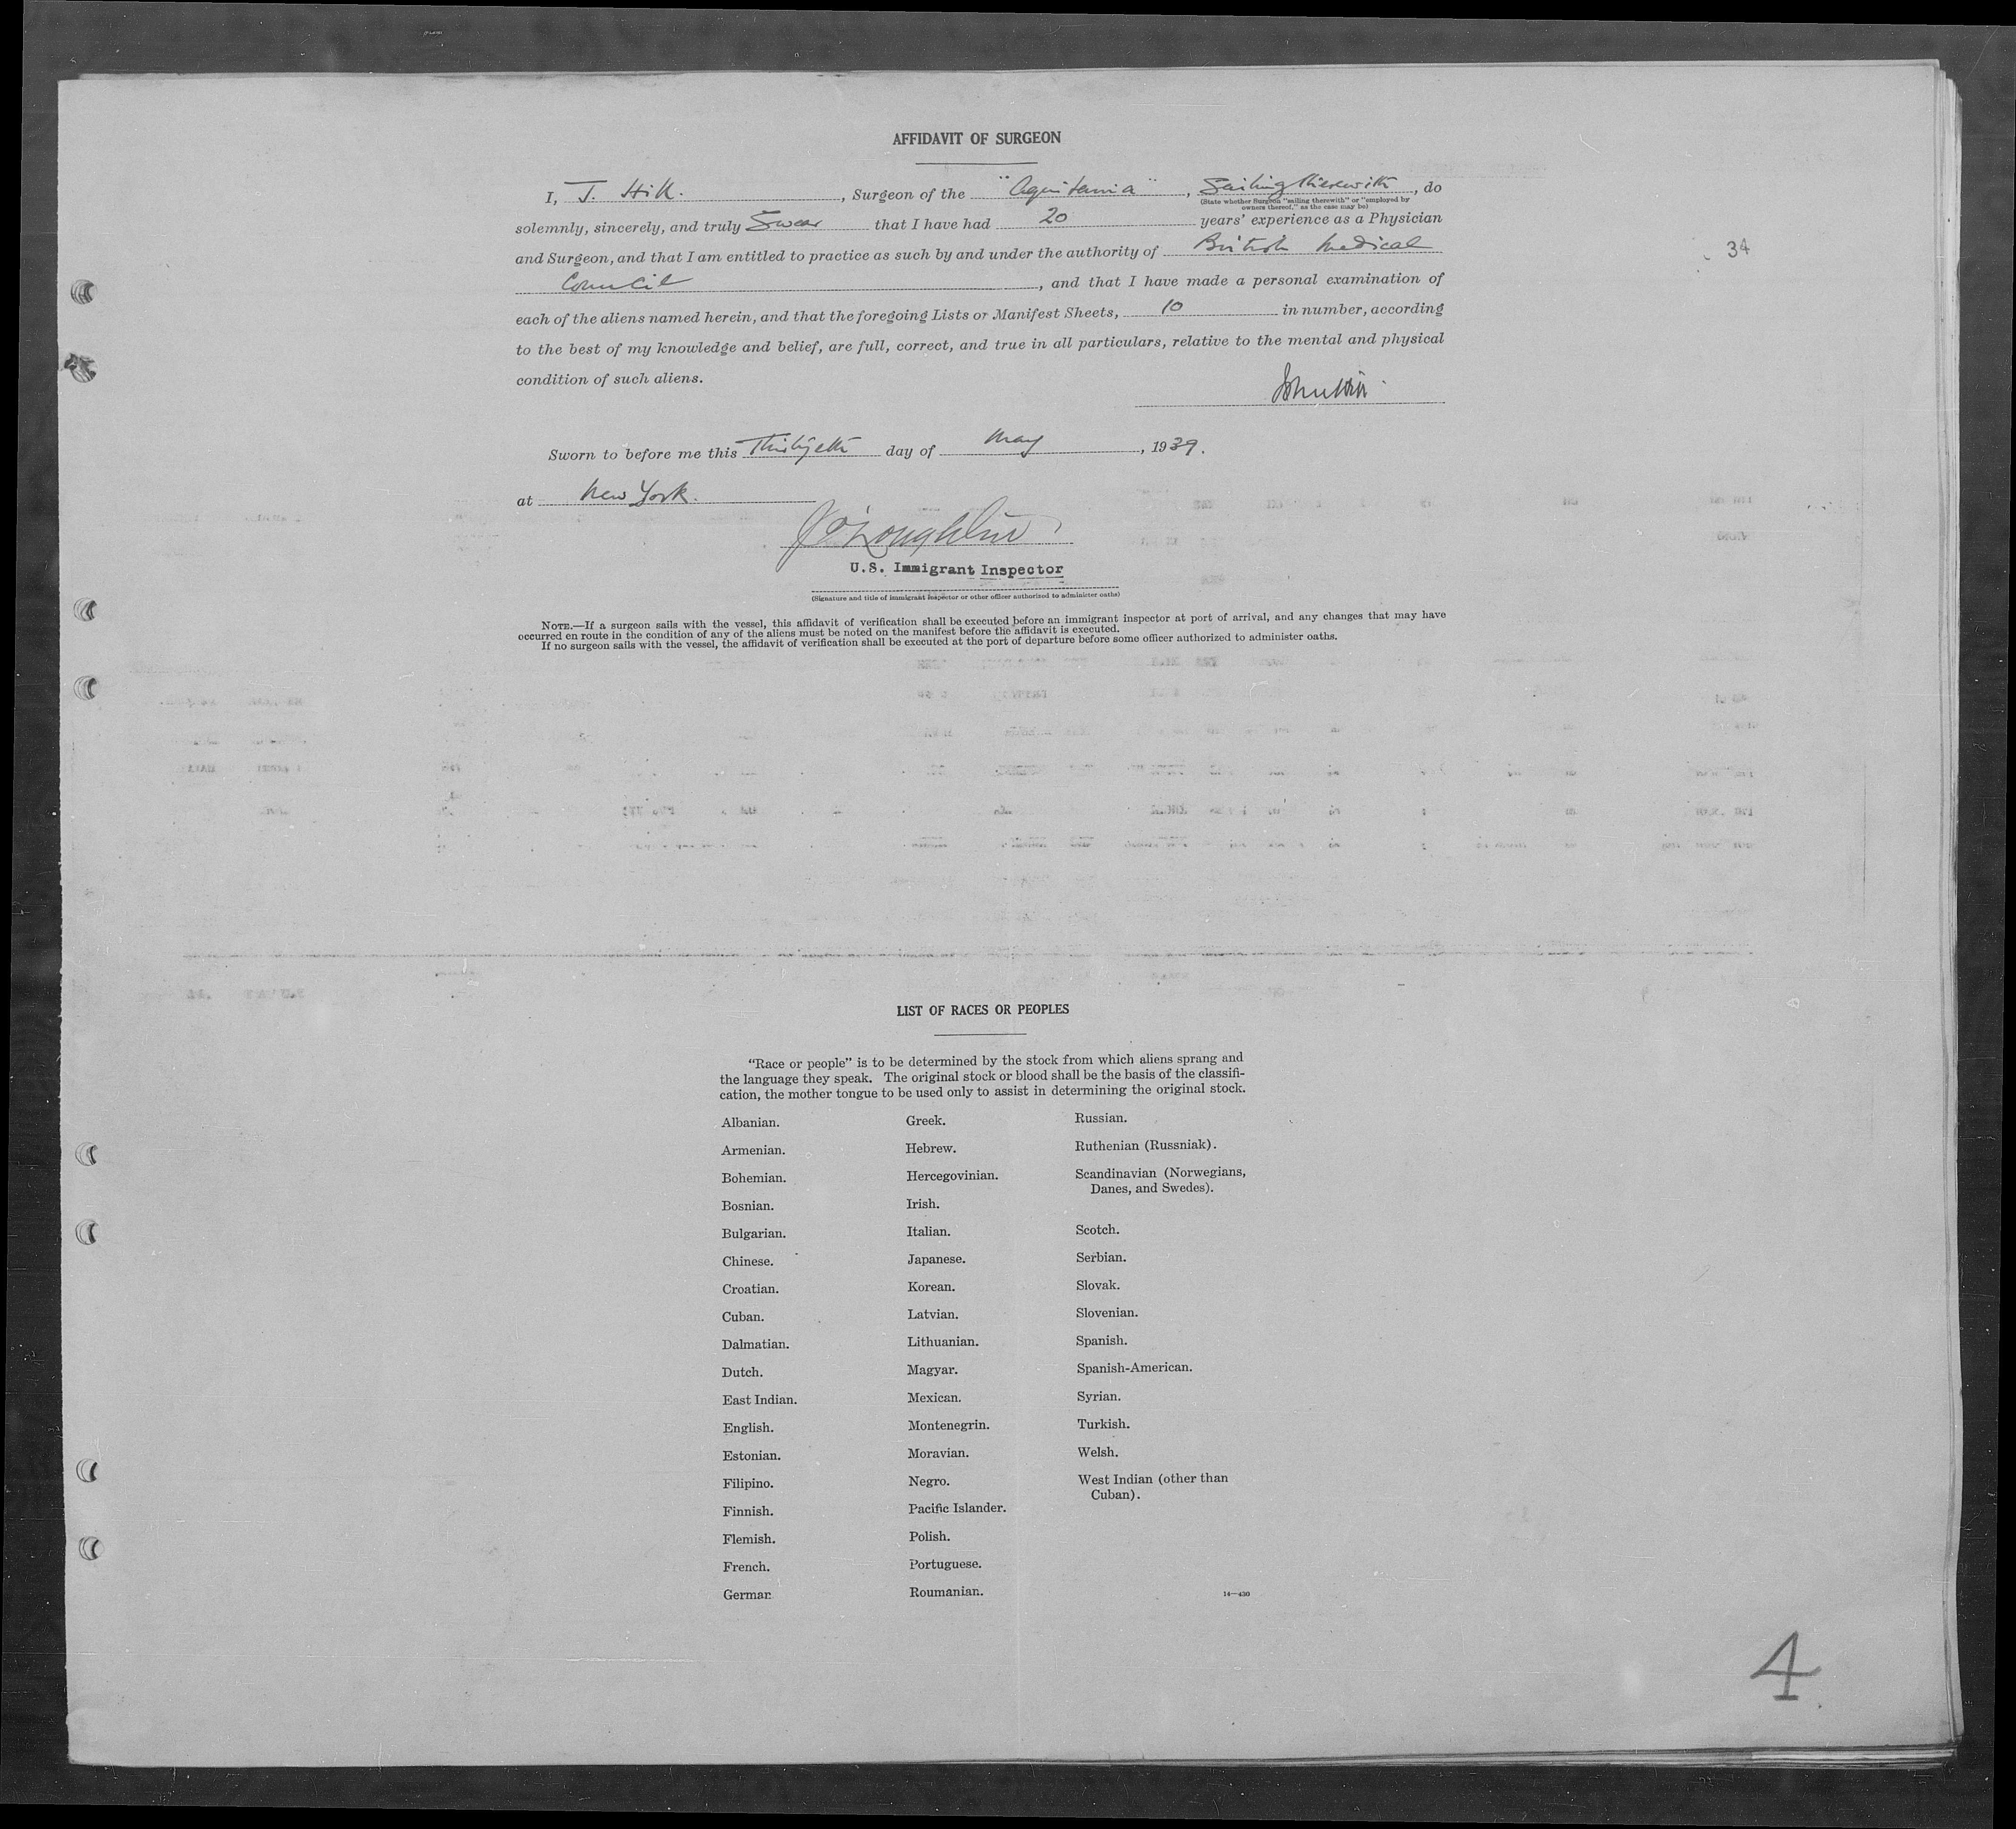 AFFIDAVIT OF SURGEON
I, J. Hill. , Surgeon of the "Aquitania" , Sailing therewith , do
(State whether Surgeon "sailing therewith" or "employed by
owners thereof," as the case may be)
solemnly, sincerely, and truly Swear that I have had 20 years' experience as a Physician
and Surgeon, and that I am entitled to practice as such by and under the authority of British Medical
Council , and that I have made a personal examination of
each of the aliens named herein, and that the foregoing Lists or Manifest Sheets, 10 in number, according
to the best of my knowledge and belief, are full, correct, and true in all particulars, relative to the mental and physical
condition of such aliens.
John Hill
Sworn to before me this Thirtyeth day of May , 1939.
at New York.
J O'Loughlin
U.S. Immigrant Inspector
(Signature and title of immigrant inspector or other officer authorized to administer oaths)
NOTE.—If a surgeon sails with the vessel, this affidavit of verification shall be executed before an immigrant inspector at port of arrival, and any changes that may have
occurred en route in the condition of any of the aliens must be noted on the manifest before the affidavit is executed.
If no surgeon sails with the vessel, the affidavit of verification shall be executed at the port of departure before some officer authorized to administer oaths.
34
LIST OF RACES OR PEOPLES
"Race or people" is to be determined by the stock from which aliens sprang and
the language they speak. The original stock or blood shall be the basis of the classifi-
cation, the mother tongue to be used only to assist in determining the original stock.
Albanian.
Armenian.
Bohemian.
Bosnian.
Bulgarian.
Chinese.
Croatian.
Cuban.
Dalmatian.
Dutch.
East Indian.
English.
Estonian.
Filipino.
Finnish.
Flemish.
French.
German
Greek.
Hebrew.
Hercegovinian.
Irish.
Italian.
Japanese.
Korean.
Latvian.
Lithuanian.
Magyar.
Mexican.
Montenegrin.
Moravian.
Negro.
Pacific Islander.
Polish.
Portuguese.
Roumanian.
Russian.
Ruthenian (Russniak).
Scandinavian (Norwegians,
Danes, and Swedes).
Scotch.
Serbian.
Slovak.
Slovenian.
Spanish.
Spanish-American.
Syrian.
Turkish.
Welsh.
West Indian (other than
Cuban).
14—430
4